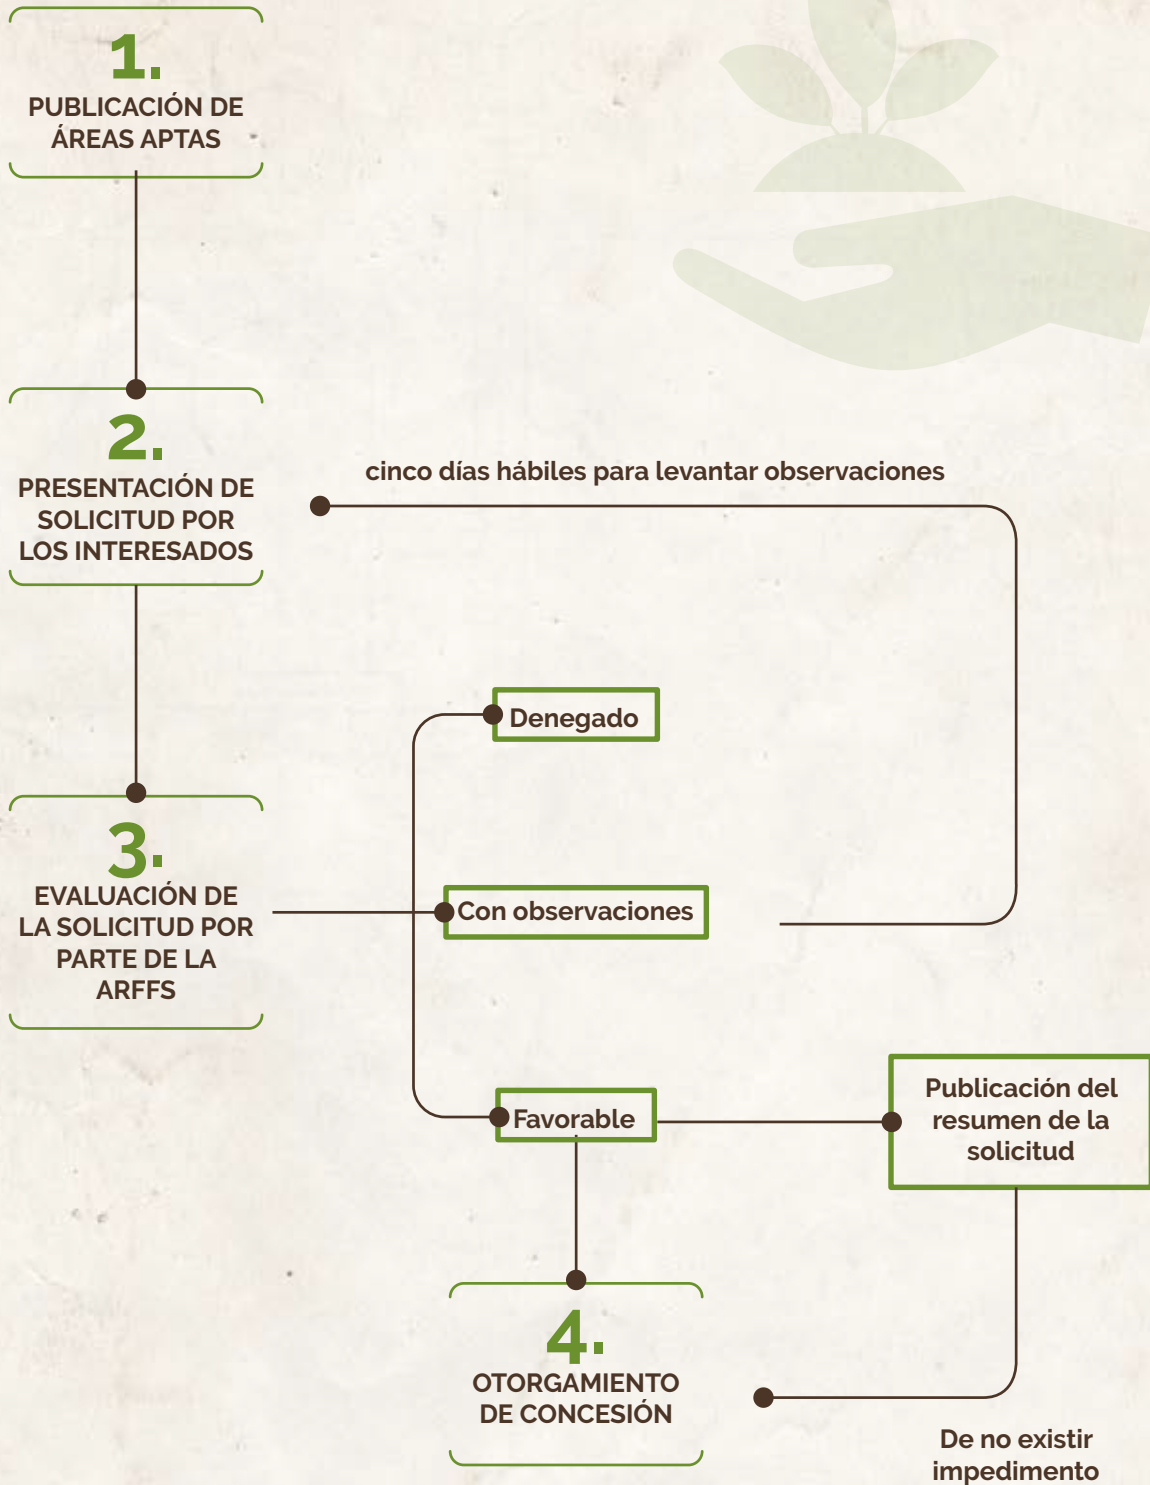 1.
PUBLICACIÓN DE
ÁREAS APTAS
2.
PRESENTACIÓN DE
SOLICITUD POR
LOS INTERESADOS
cinco días hábiles para levantar observaciones
Denegado
3.
EVALUACIÓN DE
LA SOLICITUD POR
PARTE DE LA
ARFFS
Con observaciones
Favorable
Publicación del
resumen de la
solicitud
4.
OTORGAMIENTO
DE CONCESIÓN
De no existir
impedimento